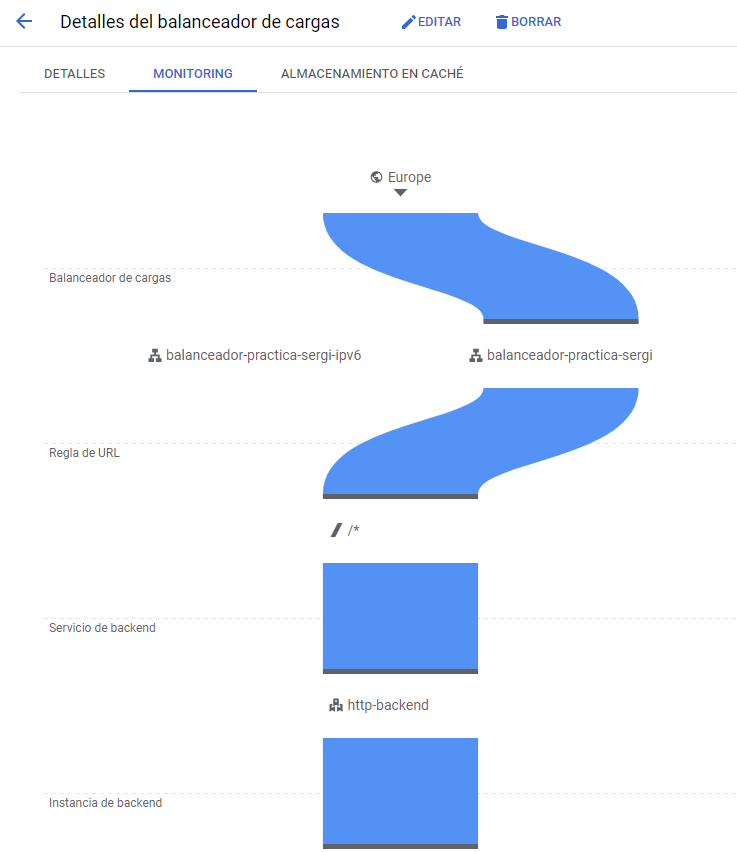 Detalles del balanceador de cargas EDITAR BORRAR
DETALLES MONITORING ALMACENAMIENTO EN CACHÉ
Europe
Balanceador de cargas
balanceador-practica-sergi-ipv6 balanceador-practica-sergi
Regla de URL
/*
Servicio de backend
http-backend
Instancia de backend